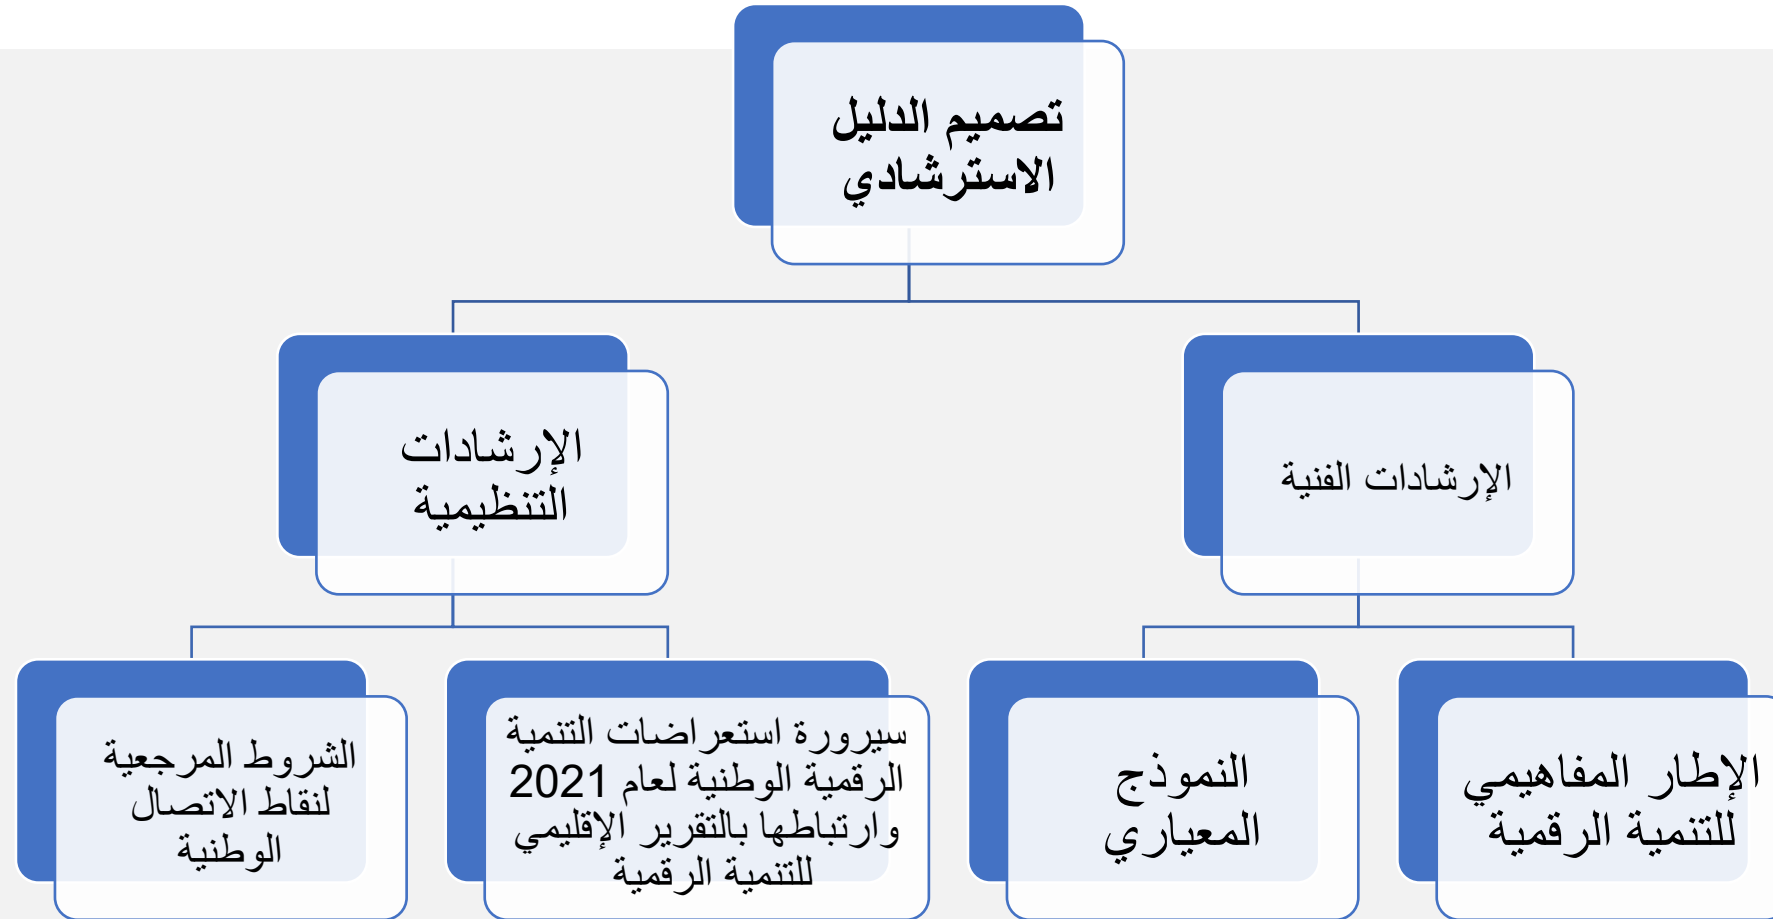 تصميم الدليل
الاسترشادي
الإرشادات الفنية
الإرشادات
التنظيمية
الإطار المفاهيمي
للتنمية الرقمية
النموذج
المعياري
سيرورة استعراضات التنمية
الرقمية الوطنية لعام 2021
وارتباطها بالتقرير الإقليمي
للتنمية الرقمية
الشروط المرجعية
لنقاط الاتصال
الوطنية